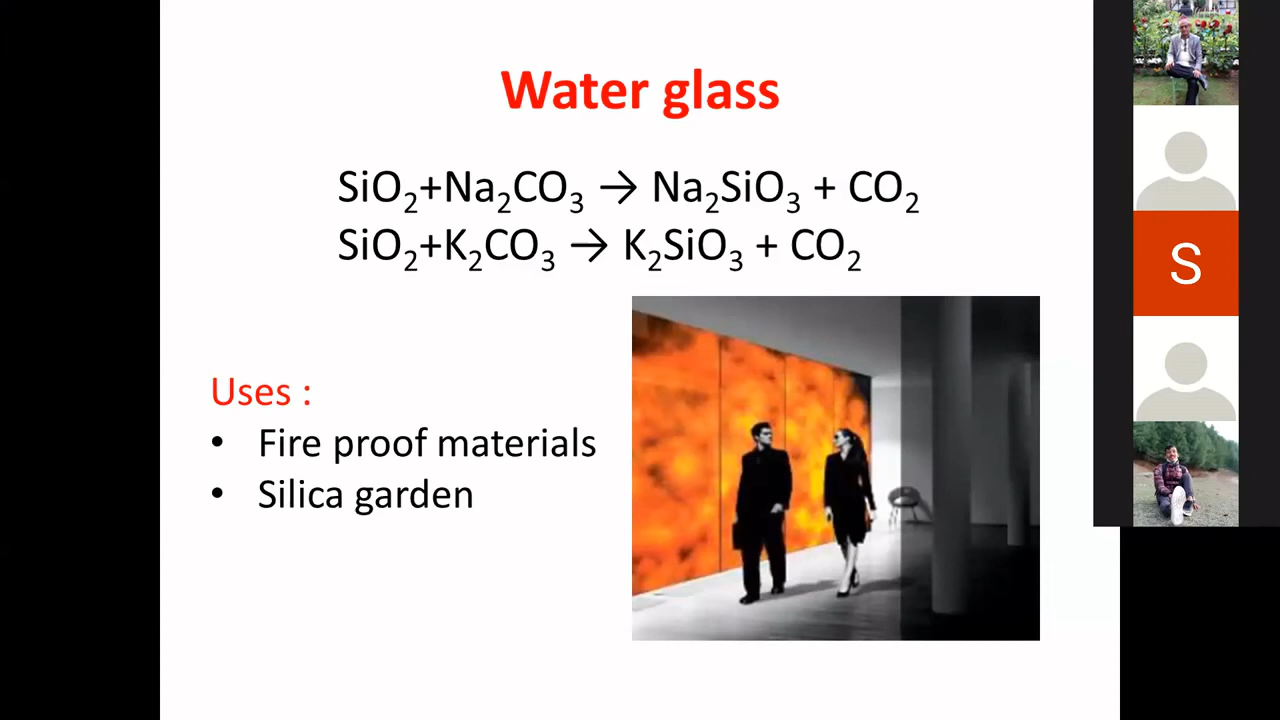 Water glass
SiO₂+Na₂CO₃ → Na₂SiO₃ + CO₂
SiO₂+K₂CO₃ → K₂SiO₃ + CO₂
Uses :
• Fire proof materials
• Silica garden
S